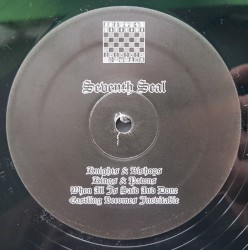 Seventh Seal
Knights & Bishops
Kings & Pawns
When All Is Said And Done
Castling Becomes Inevitable